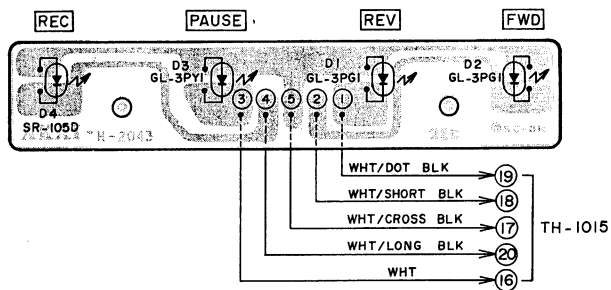 REC PAUSE REV FWD
D3 D1 D2
GL-3PY1 GL-3PG1 GL-3PG1
3 4 5 2 1
D4
SR-105D TH-2043
WHT/DOT BLK 19
WHT/SHORT BLK 18
WHT/CROSS BLK 17
TH-1015
WHT/LONG BLK 20
WHT 16